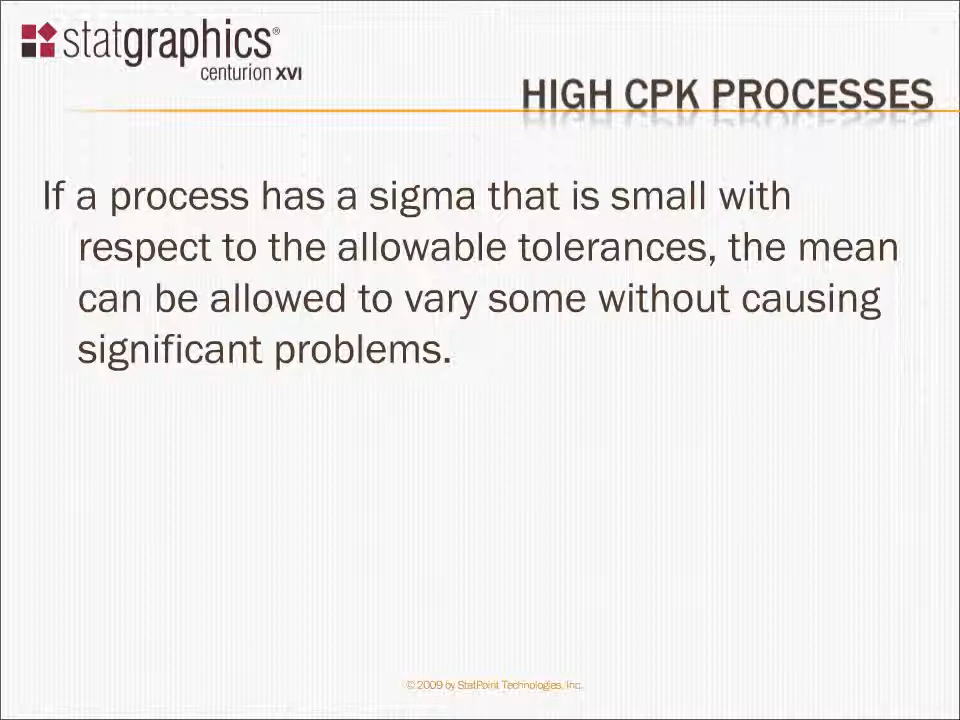 statgraphics®
centurion XVI
HIGH CPK PROCESSES
If a process has a sigma that is small with
respect to the allowable tolerances, the mean
can be allowed to vary some without causing
significant problems.
© 2009 by StatPoint Technologies, Inc.